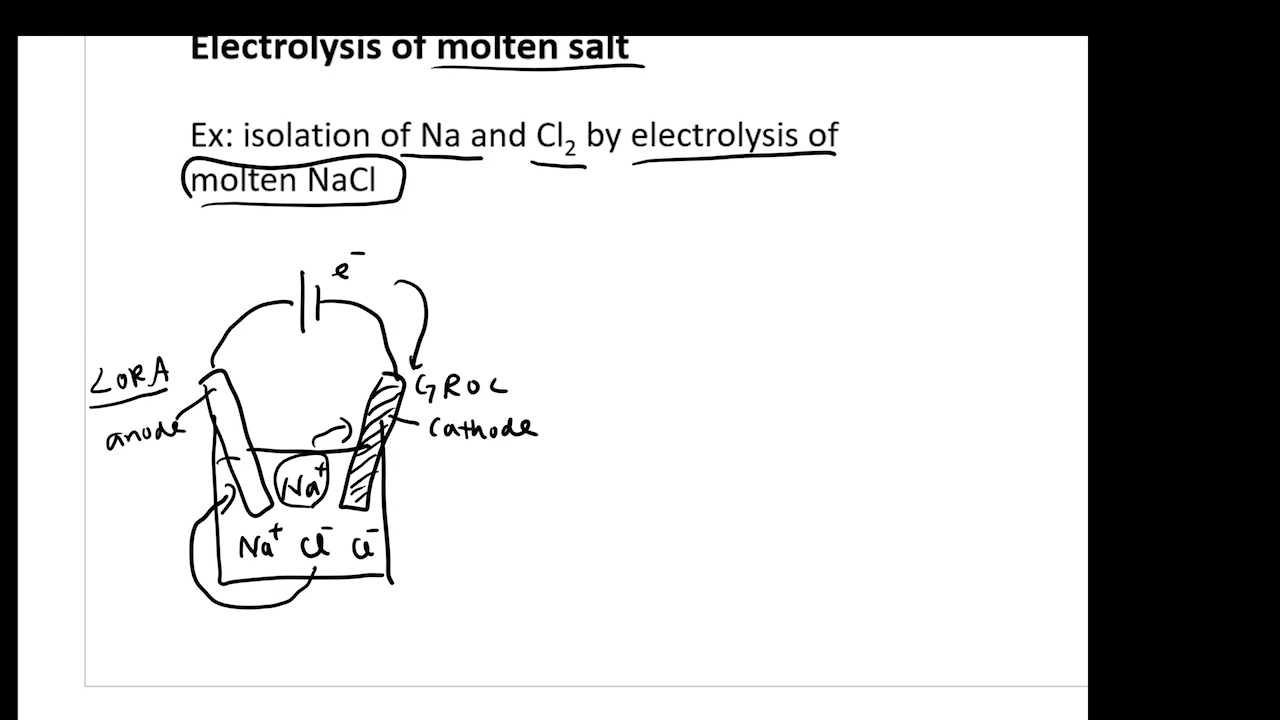 Electrolysis of molten salt
Ex: isolation of Na and Cl₂ by electrolysis of
molten NaCl
e⁻
LORA
GROC
anode
Cathode
Na⁺
Na⁺ Cl⁻ Cl⁻